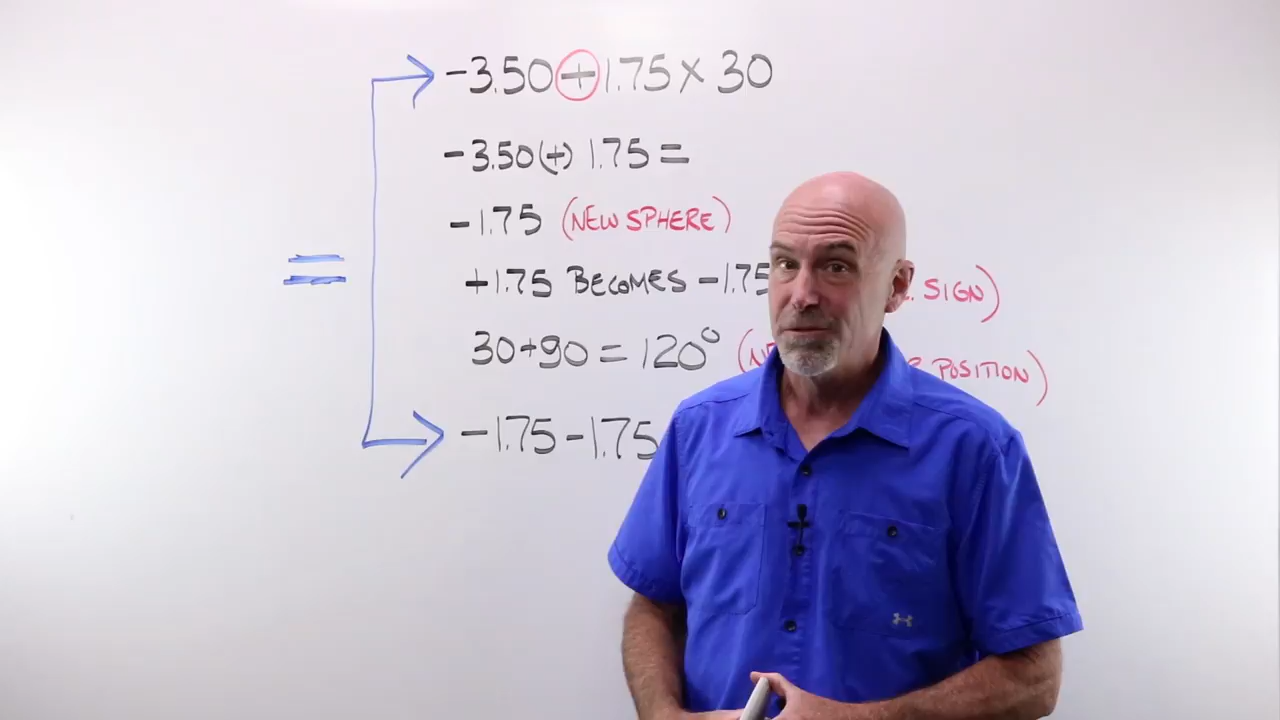 -3.50 + 1.75 x 30
-3.50 (+) 1.75 =
-1.75 (NEW SPHERE)
+1.75 BECOMES -1.75 SIGN)
30+90 = 120° POSITION)
=
-1.75 -1.75